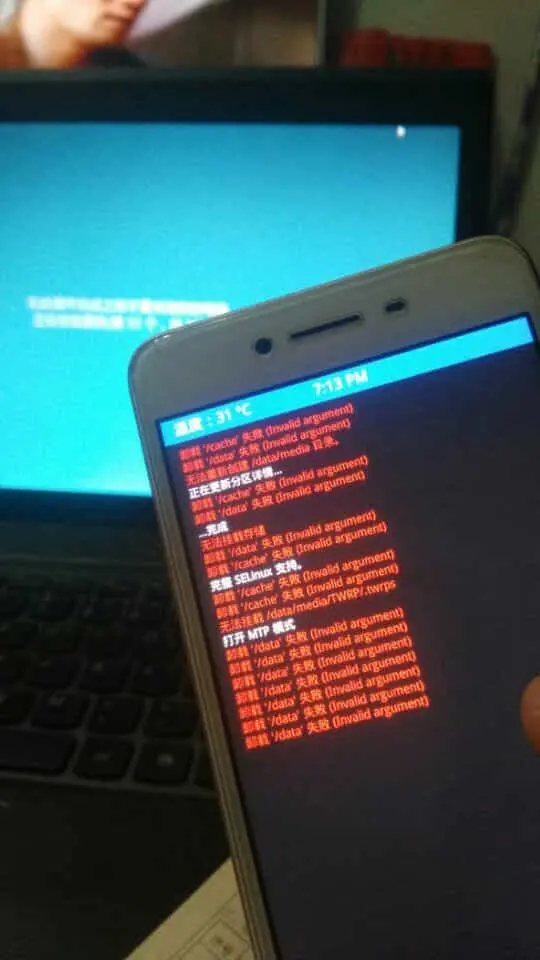 温度：31 °C
7:13 PM
卸载 '/cache' 失败 (Invalid argument)
卸载 '/data' 失败 (Invalid argument)
无法重新创建 /data/media 目录。
正在更新分区详情...
卸载 '/cache' 失败 (Invalid argument)
卸载 '/data' 失败 (Invalid argument)
...完成
无法挂载存储
卸载 '/data' 失败 (Invalid argument)
卸载 '/cache' 失败 (Invalid argument)
完整 SELinux 支持。
卸载 '/cache' 失败 (Invalid argument)
卸载 '/cache' 失败 (Invalid argument)
无法挂载 /data/media/TWRP/.twrps
打开 MTP 模式
卸载 '/data' 失败 (Invalid argument)
卸载 '/data' 失败 (Invalid argument)
卸载 '/data' 失败 (Invalid argument)
卸载 '/data' 失败 (Invalid argument)
卸载 '/data' 失败 (Invalid argument)
卸载 '/data' 失败 (Invalid argument)
卸载 '/data' 失败 (Invalid argument)